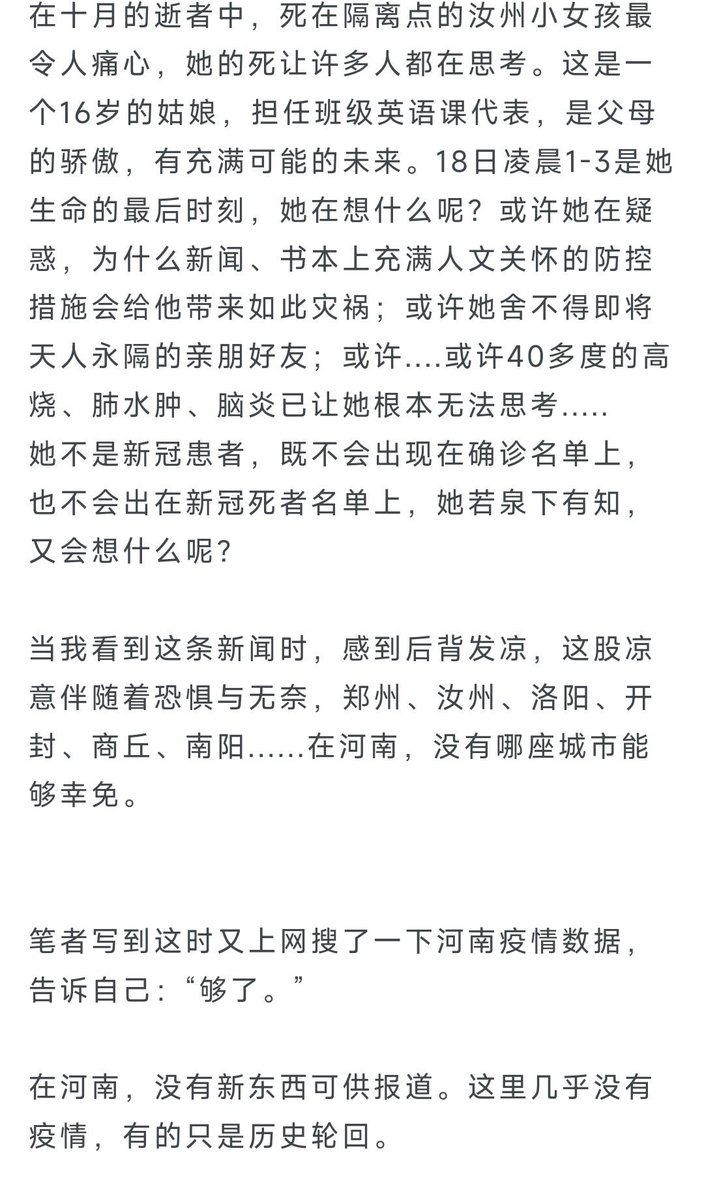 在十月的逝者中，死在隔离点的汝州小女孩最
令人痛心，她的死让许多人都在思考。这是一
个16岁的姑娘，担任班级英语课代表，是父母
的骄傲，有充满可能的未来。18日凌晨1-3是她
生命的最后时刻，她在想什么呢？或许她在疑
惑，为什么新闻、书本上充满人文关怀的防控
措施会给他带来如此灾祸；或许她舍不得即将
天人永隔的亲朋好友；或许....或许40多度的高
烧、肺水肿、脑炎已让她根本无法思考.....
她不是新冠患者，既不会出现在确诊名单上，
也不会出在新冠死者名单上，她若泉下有知，
又会想什么呢？
当我看到这条新闻时，感到后背发凉，这股凉
意伴随着恐惧与无奈，郑州、汝州、洛阳、开
封、商丘、南阳......在河南，没有哪座城市能
够幸免。
笔者写到这时又上网搜了一下河南疫情数据，
告诉自己：“够了。”
在河南，没有新东西可供报道。这里几乎没有
疫情，有的只是历史轮回。